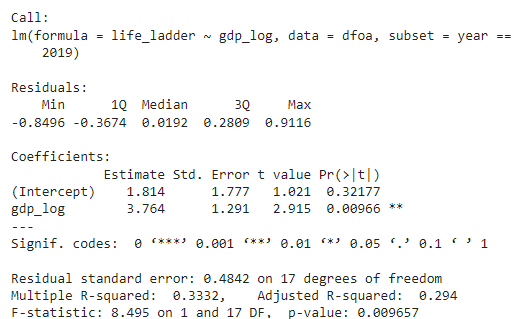 Call:
lm(formula = life_ladder ~ gdp_log, data = dfoa, subset = year ==
    2019)

Residuals:
    Min      1Q  Median      3Q     Max
-0.8496 -0.3674  0.0192  0.2809  0.9116

Coefficients:
            Estimate Std. Error t value Pr(>|t|)
(Intercept)    1.814      1.777   1.021  0.32177
gdp_log        3.764      1.291   2.915  0.00966 **
---
Signif. codes:  0 ‘***’ 0.001 ‘**’ 0.01 ‘*’ 0.05 ‘.’ 0.1 ‘ ’ 1

Residual standard error: 0.4842 on 17 degrees of freedom
Multiple R-squared:  0.3332,    Adjusted R-squared:  0.294
F-statistic: 8.495 on 1 and 17 DF,  p-value: 0.009657